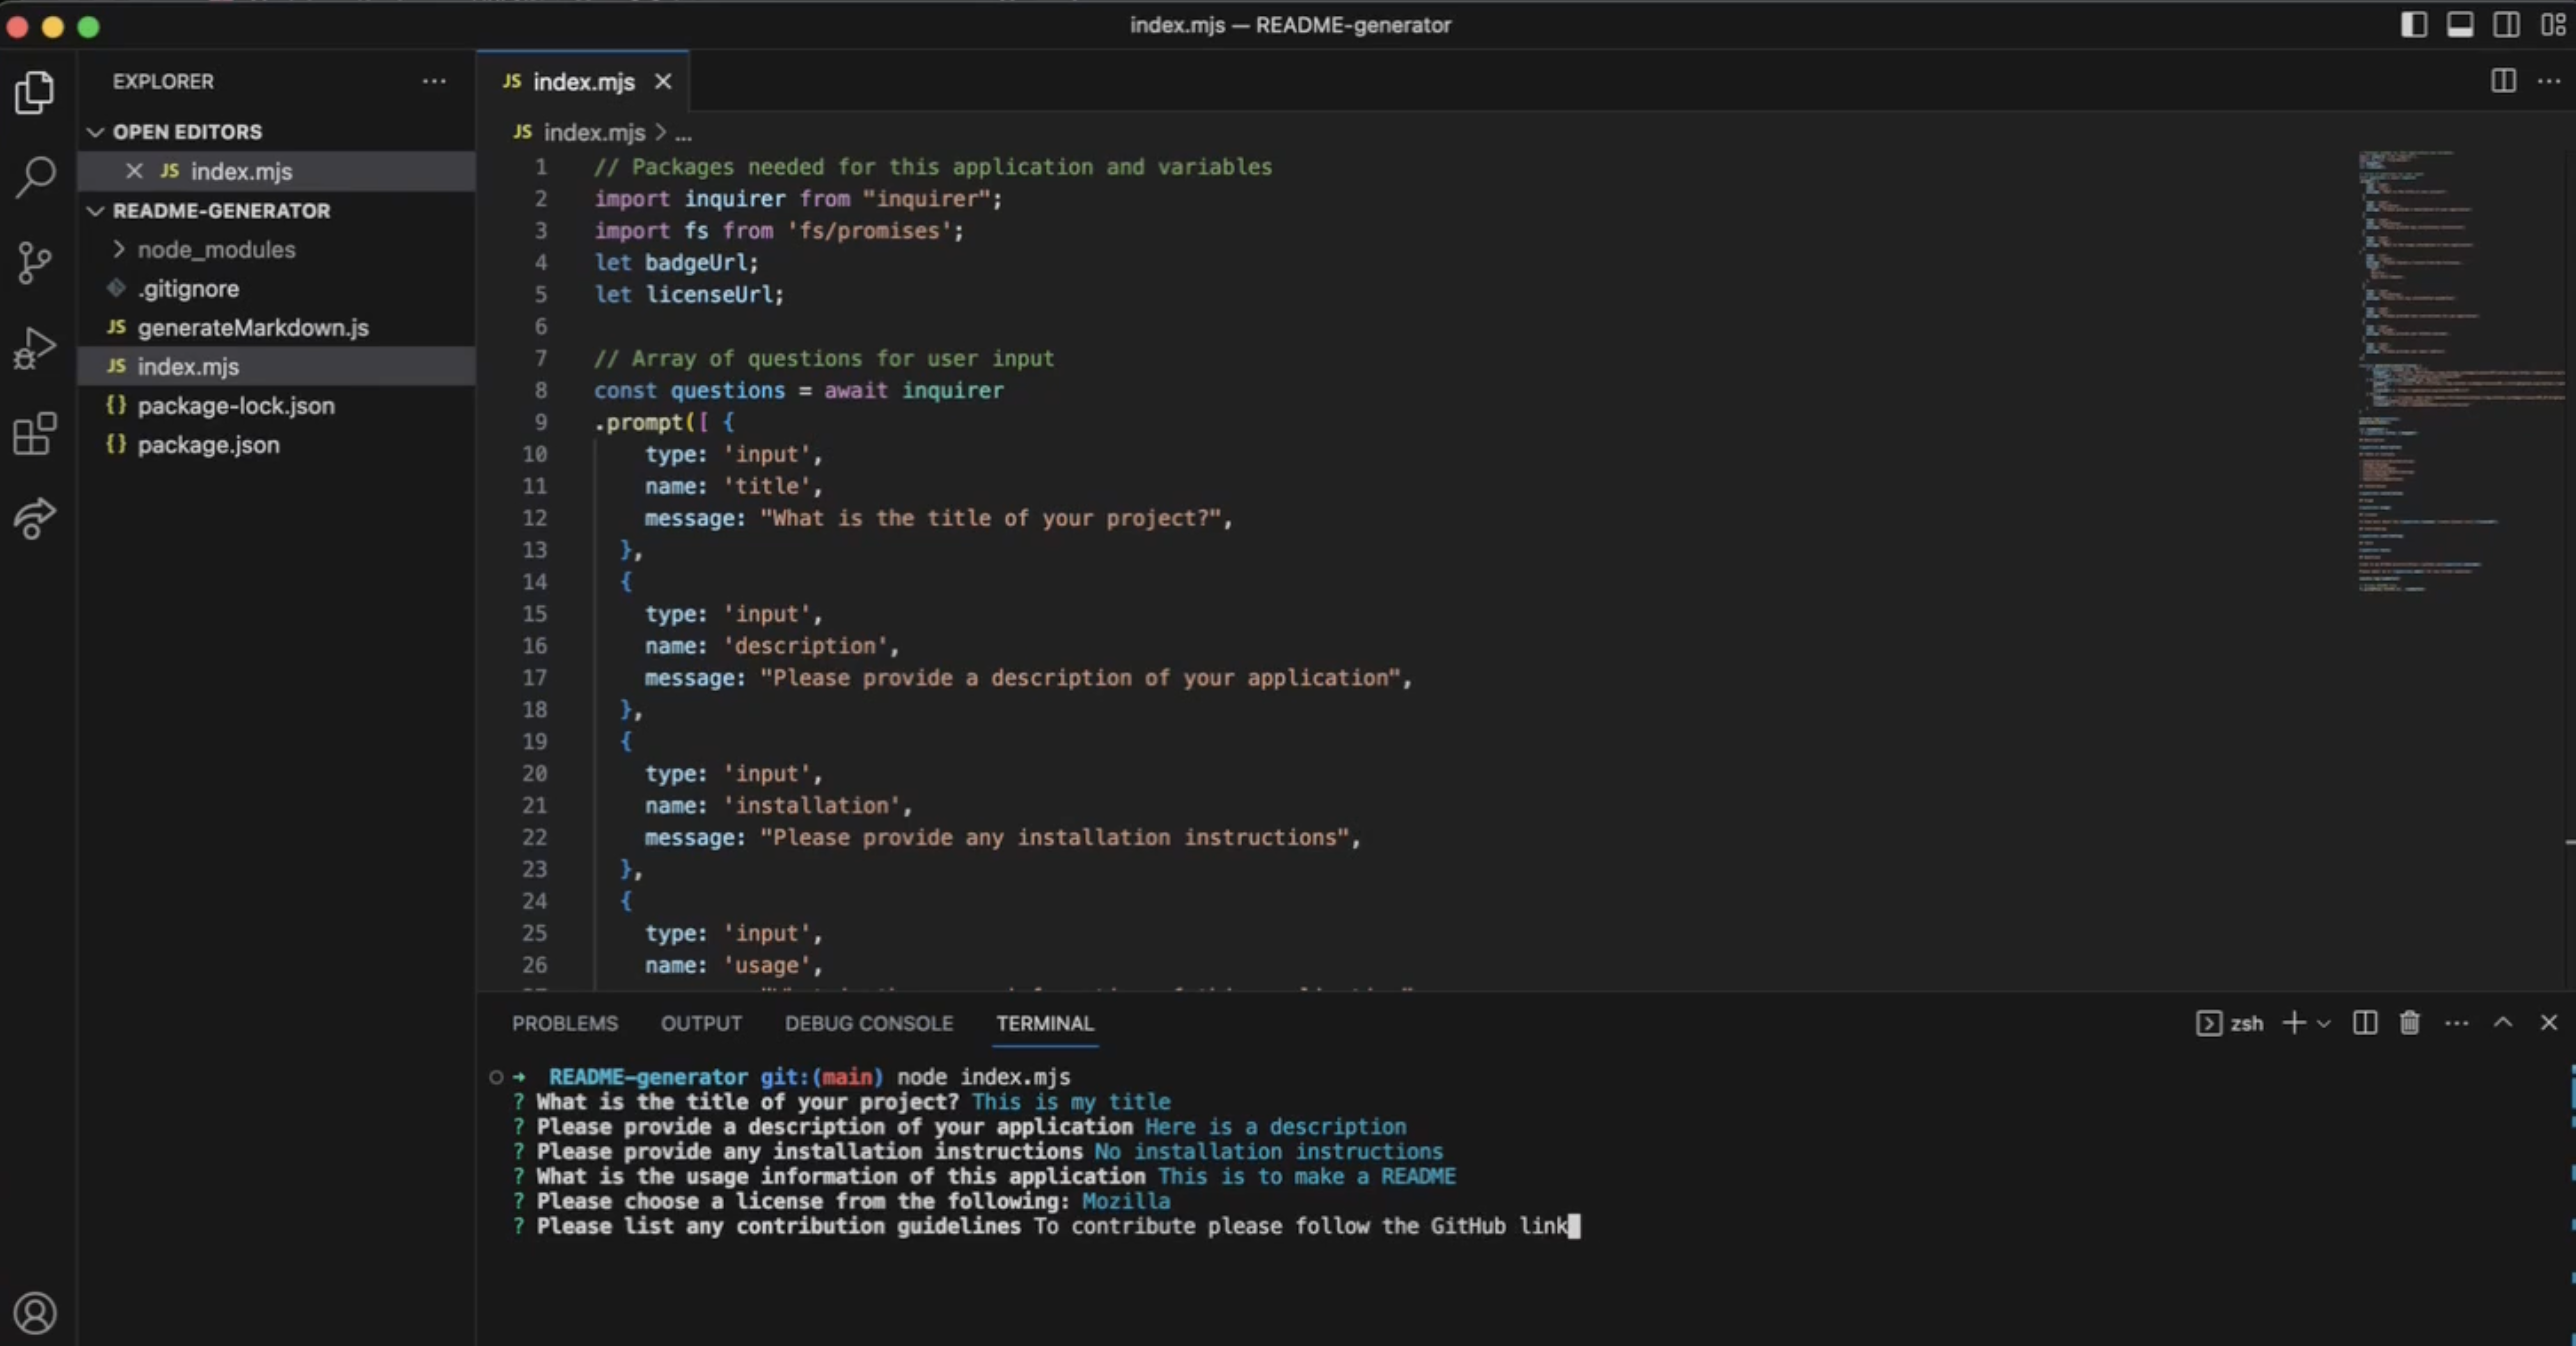 index.mjs — README-generator
EXPLORER
OPEN EDITORS
JS index.mjs
README-GENERATOR
node_modules
.gitignore
JS generateMarkdown.js
JS index.mjs
{} package-lock.json
{} package.json
JS index.mjs
JS index.mjs > ...
1 // Packages needed for this application and variables
2 import inquirer from "inquirer";
3 import fs from 'fs/promises';
4 let badgeUrl;
5 let licenseUrl;
6
7 // Array of questions for user input
8 const questions = await inquirer
9 .prompt([ {
10 type: 'input',
11 name: 'title',
12 message: "What is the title of your project?",
13 },
14 {
15 type: 'input',
16 name: 'description',
17 message: "Please provide a description of your application",
18 },
19 {
20 type: 'input',
21 name: 'installation',
22 message: "Please provide any installation instructions",
23 },
24 {
25 type: 'input',
26 name: 'usage',
PROBLEMS OUTPUT DEBUG CONSOLE TERMINAL
zsh
README-generator git:(main) node index.mjs
? What is the title of your project? This is my title
? Please provide a description of your application Here is a description
? Please provide any installation instructions No installation instructions
? What is the usage information of this application This is to make a README
? Please choose a license from the following: Mozilla
? Please list any contribution guidelines To contribute please follow the GitHub link